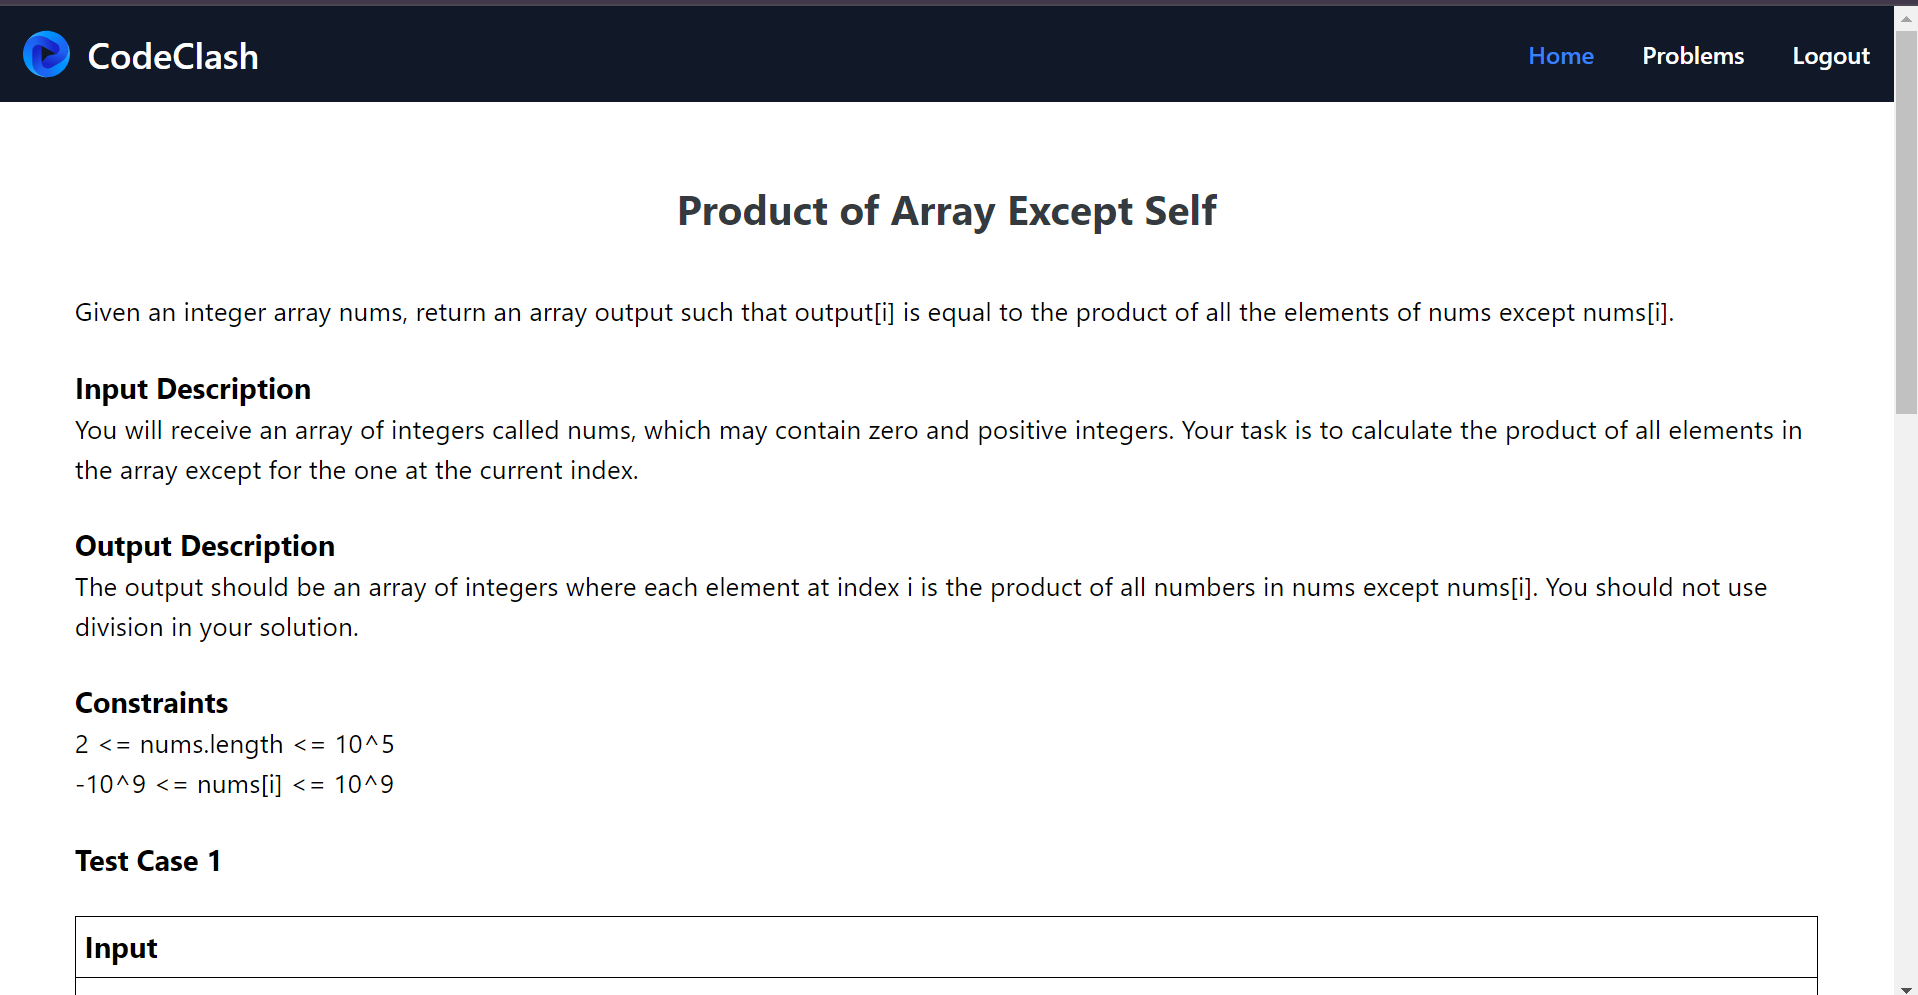 CodeClash
Home Problems Logout
Product of Array Except Self
Given an integer array nums, return an array output such that output[i] is equal to the product of all the elements of nums except nums[i].
Input Description
You will receive an array of integers called nums, which may contain zero and positive integers. Your task is to calculate the product of all elements in
the array except for the one at the current index.
Output Description
The output should be an array of integers where each element at index i is the product of all numbers in nums except nums[i]. You should not use
division in your solution.
Constraints
2 <= nums.length <= 10^5
-10^9 <= nums[i] <= 10^9
Test Case 1
Input